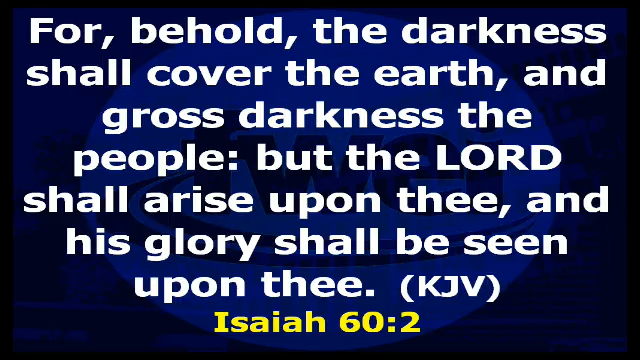 For, behold, the darkness
shall cover the earth, and
gross darkness the
people: but the LORD
shall arise upon thee, and
his glory shall be seen
upon thee. (KJV)
Isaiah 60:2